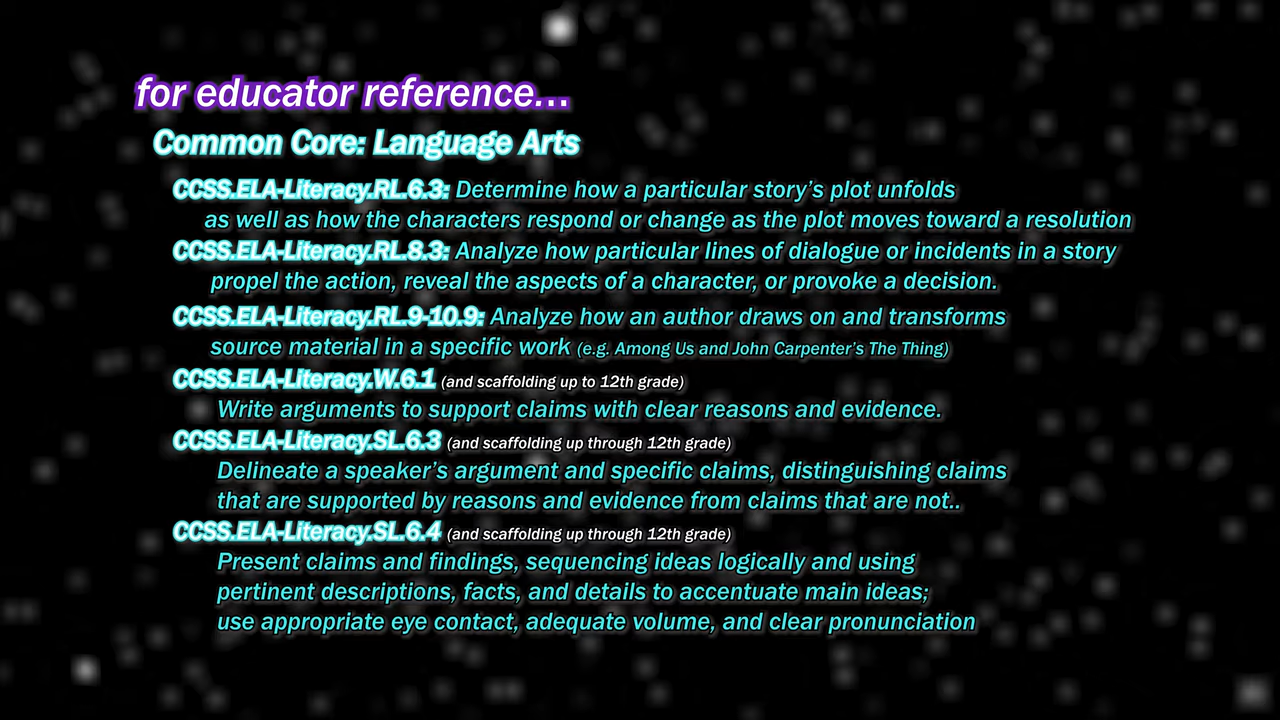 for educator reference...
Common Core: Language Arts
CCSS.ELA-Literacy.RL.6.3: Determine how a particular story's plot unfolds
as well as how the characters respond or change as the plot moves toward a resolution
CCSS.ELA-Literacy.RL.8.3: Analyze how particular lines of dialogue or incidents in a story
propel the action, reveal the aspects of a character, or provoke a decision.
CCSS.ELA-Literacy.RL.9-10.9: Analyze how an author draws on and transforms
source material in a specific work (e.g. Among Us and John Carpenter's The Thing)
CCSS.ELA-Literacy.W.6.1 (and scaffolding up to 12th grade)
Write arguments to support claims with clear reasons and evidence.
CCSS.ELA-Literacy.SL.6.3 (and scaffolding up through 12th grade)
Delineate a speaker's argument and specific claims, distinguishing claims
that are supported by reasons and evidence from claims that are not..
CCSS.ELA-Literacy.SL.6.4 (and scaffolding up through 12th grade)
Present claims and findings, sequencing ideas logically and using
pertinent descriptions, facts, and details to accentuate main ideas;
use appropriate eye contact, adequate volume, and clear pronunciation